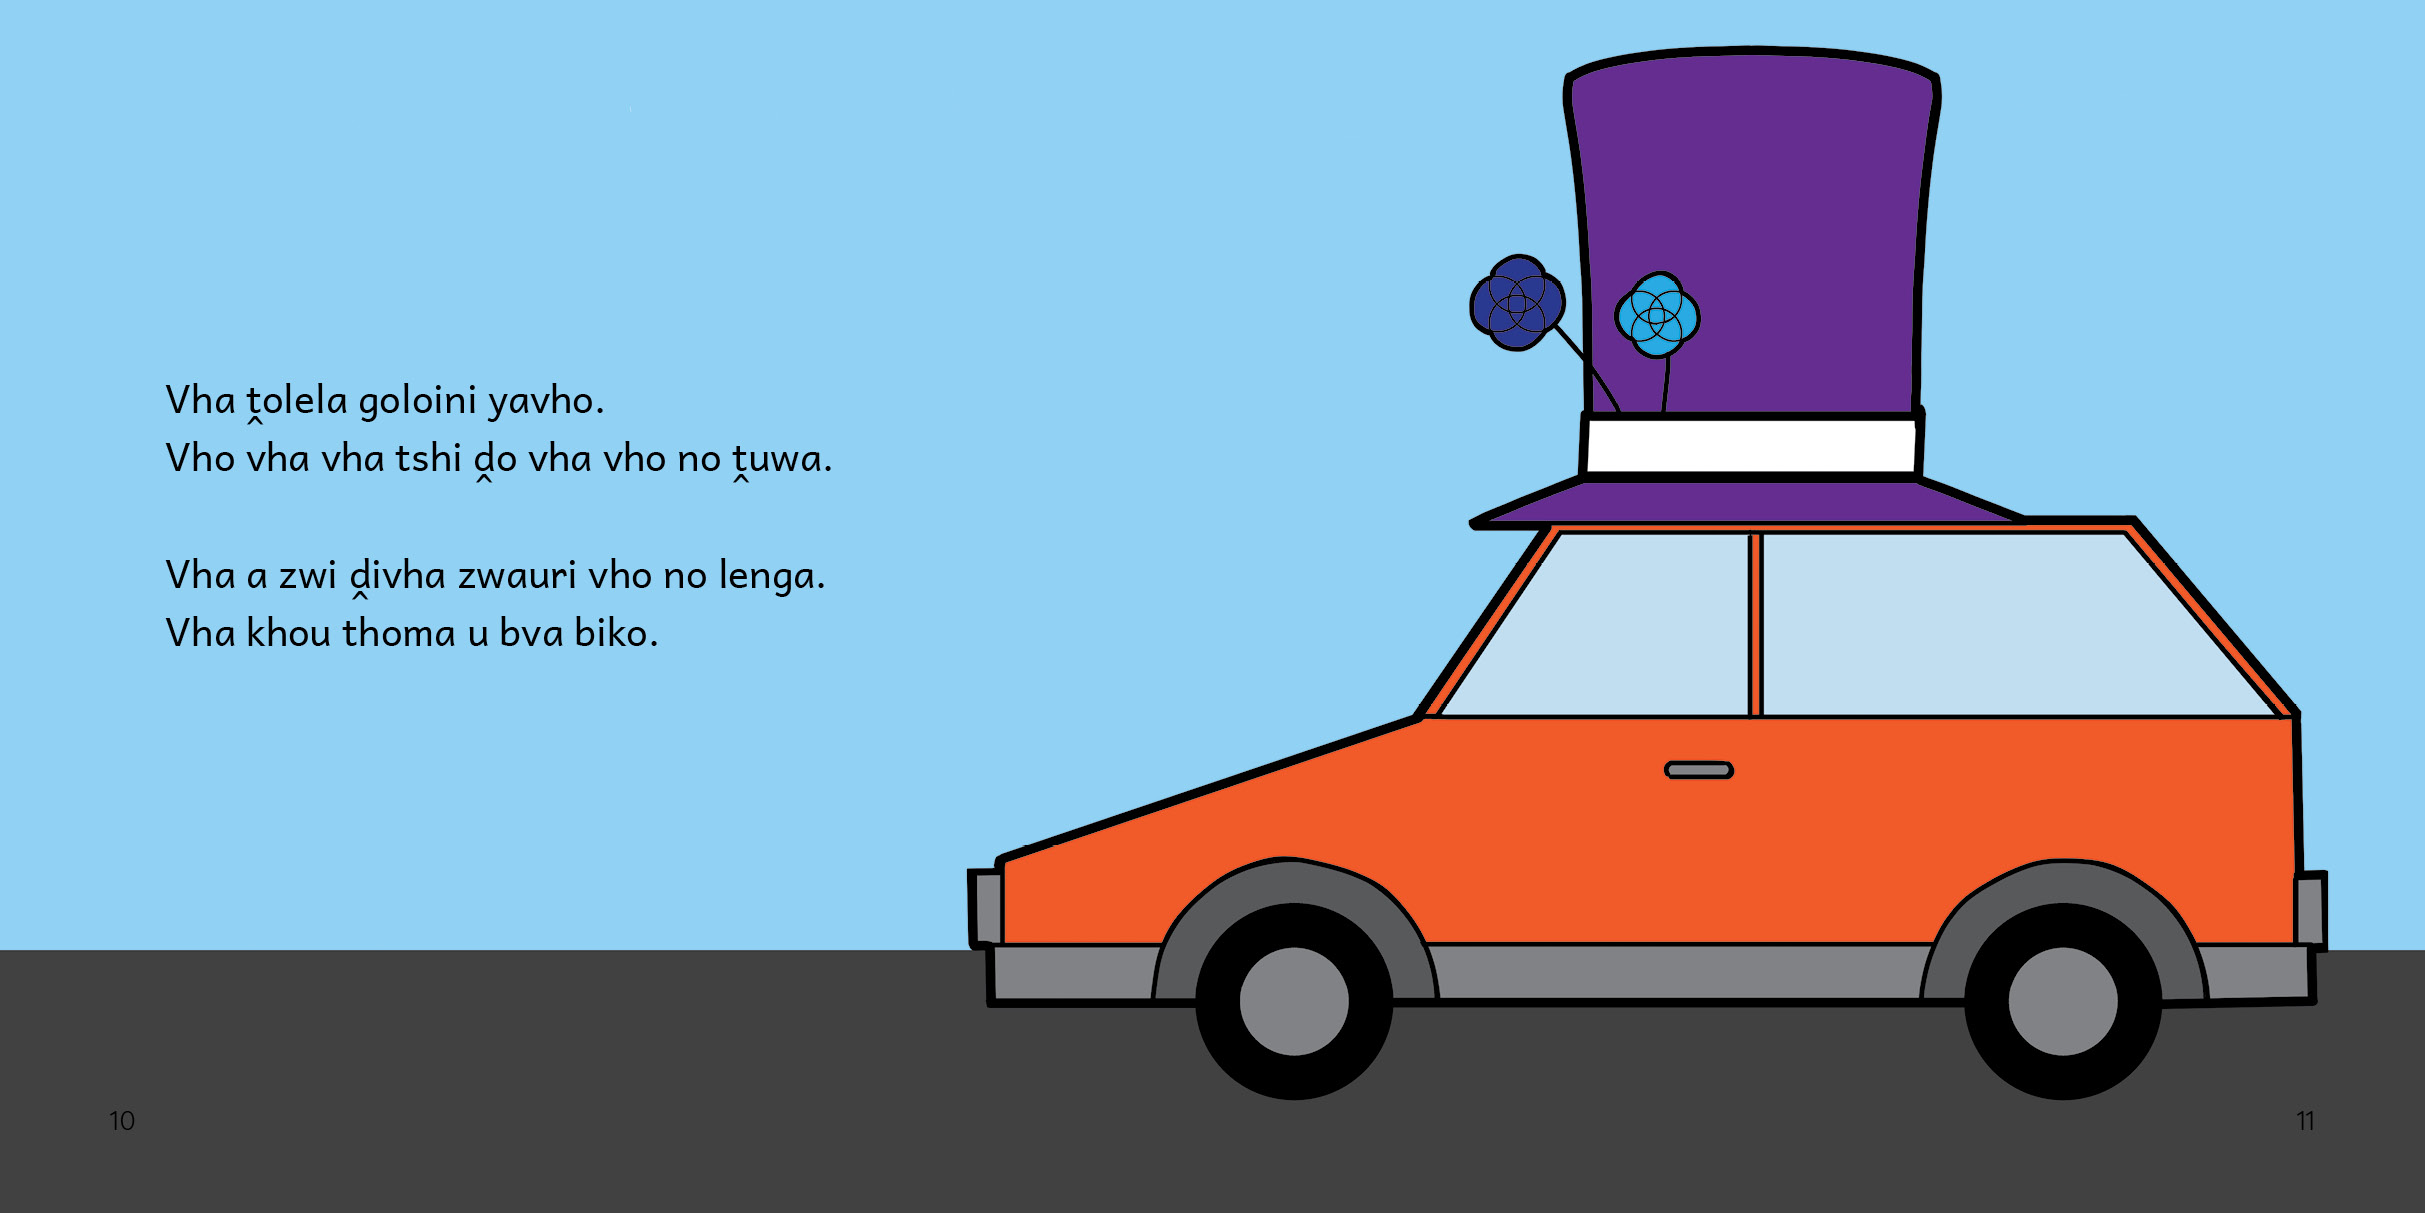 Vha ṱolela goloini yavho.
Vho vha vha tshi ḓo vha vho no ṱuwa.
Vha a zwi ḓivha zwauri vho no lenga.
Vha khou thoma u bva biko.
10
11